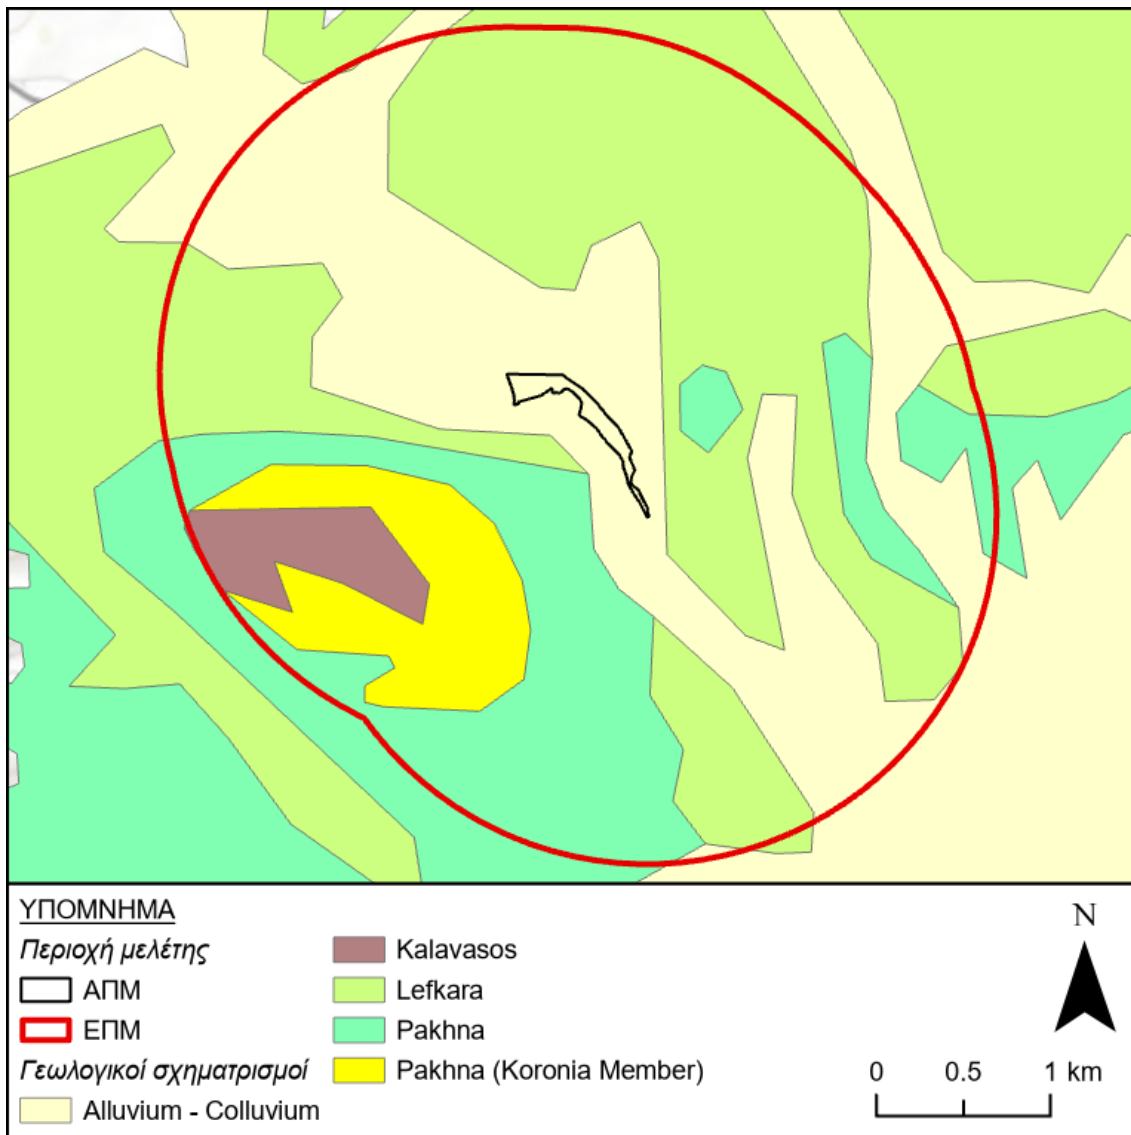 ΥΠΟΜΝΗΜΑ
Περιοχή μελέτης
ΑΠΜ
ΕΠΜ
Γεωλογικοί σχηματρισμοί
Alluvium - Colluvium
Kalavasos
Lefkara
Pakhna
Pakhna (Koronia Member)
N
0 0.5 1 km